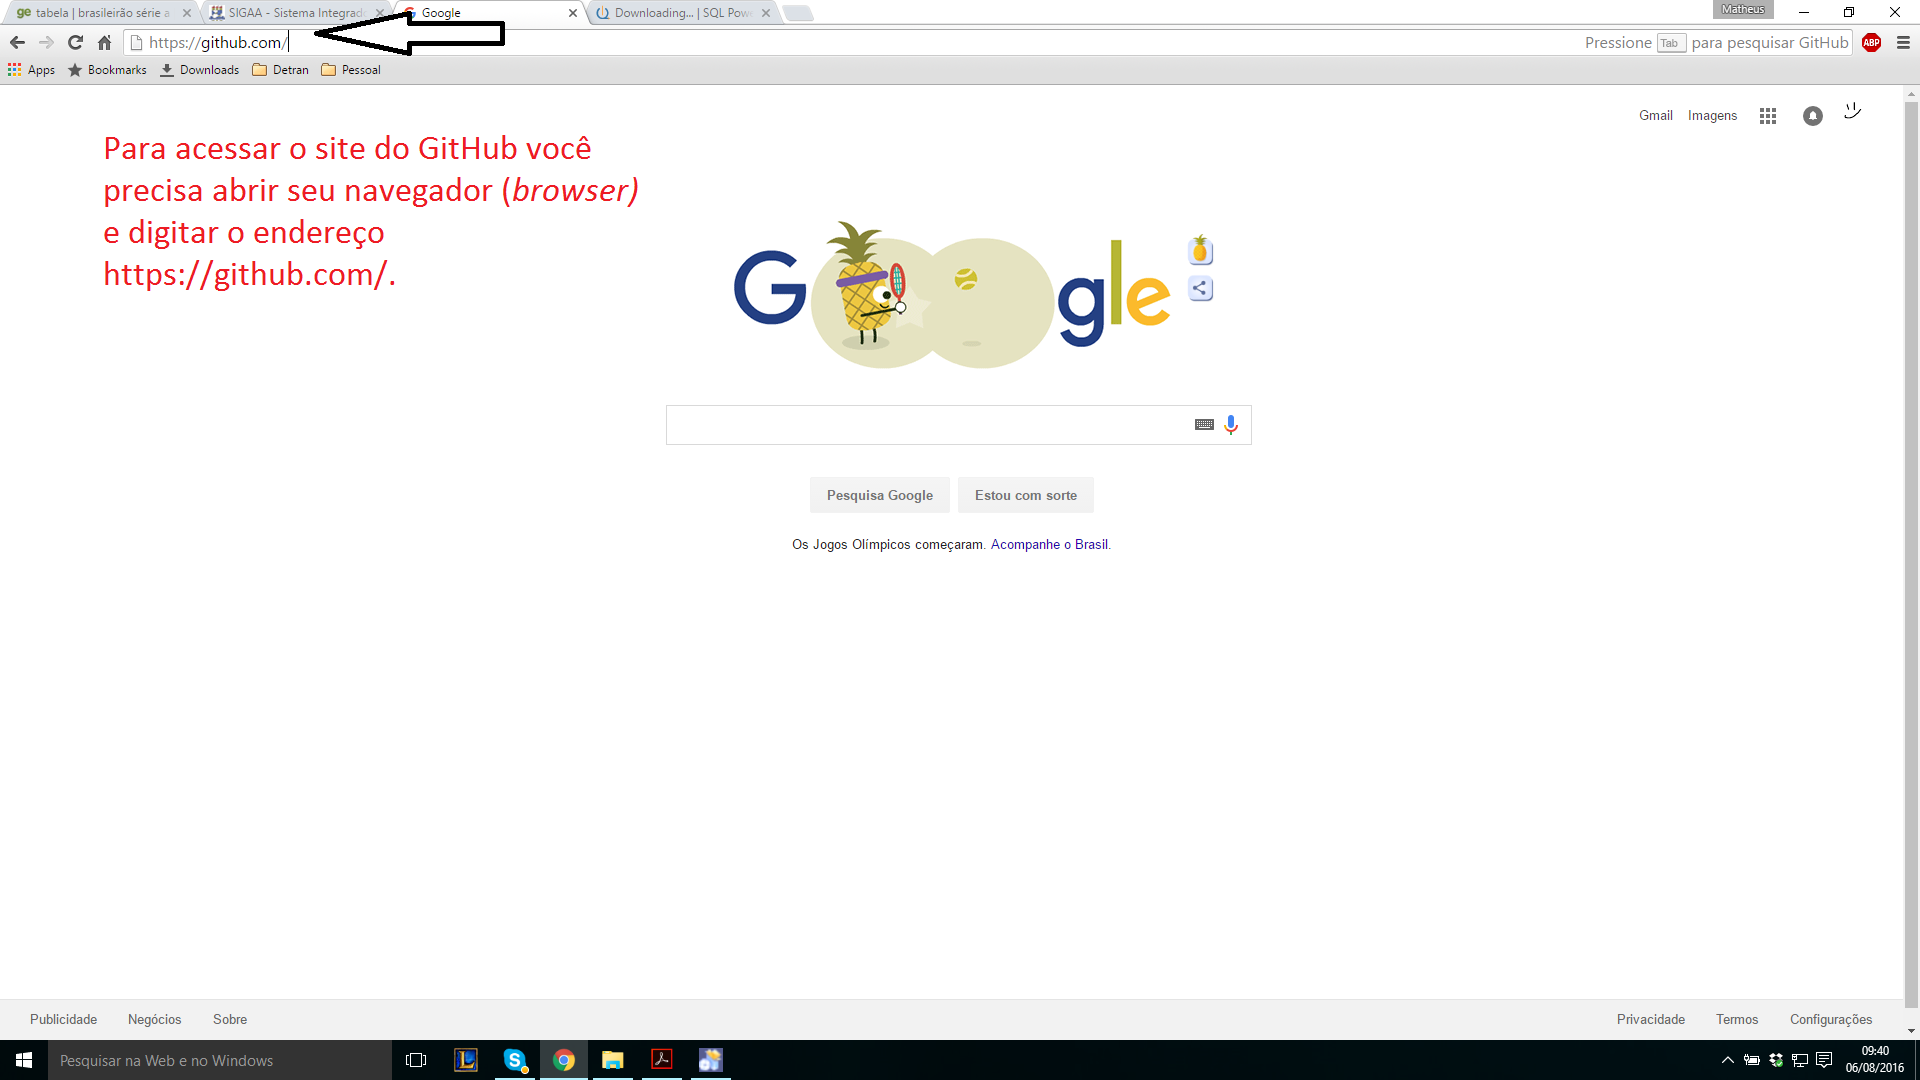 ge tabela | brasileirão série a
SIGAA - Sistema Integrad
Google
Downloading... | SQL Pow
Matheus
https://github.com/
Pressione Tab para pesquisar GitHub
ABP
Apps
Bookmarks
Downloads
Detran
Pessoal
Gmail
Imagens
Para acessar o site do GitHub você
precisa abrir seu navegador (browser)
e digitar o endereço
https://github.com/.
G gle
Pesquisa Google
Estou com sorte
Os Jogos Olímpicos começaram. Acompanhe o Brasil.
Publicidade
Negócios
Sobre
Privacidade
Termos
Configurações
Pesquisar na Web e no Windows
09:40
06/08/2016